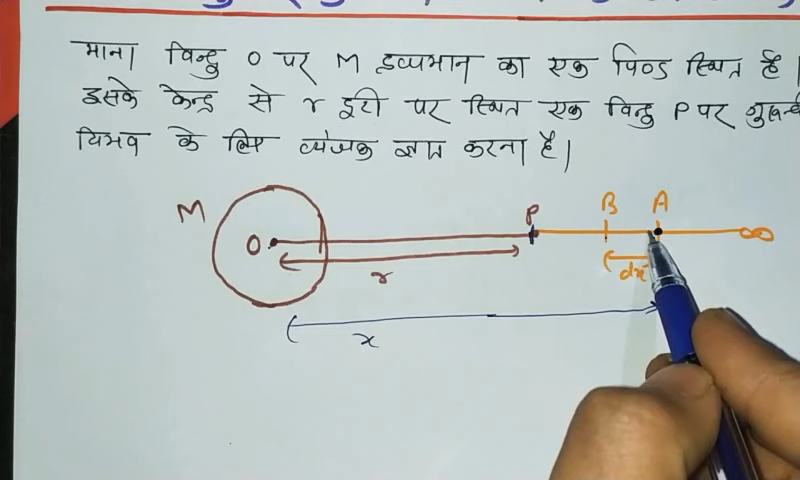 माना विन्दु O पर M द्रव्यमान का एक पिण्ड स्थित है।
इसके केन्द्र से r दूरी पर स्थित एक विन्दु P पर
विभव के लिए व्यंजक ज्ञात करना है।
M
O
P
B
A
∞
r
dx
x